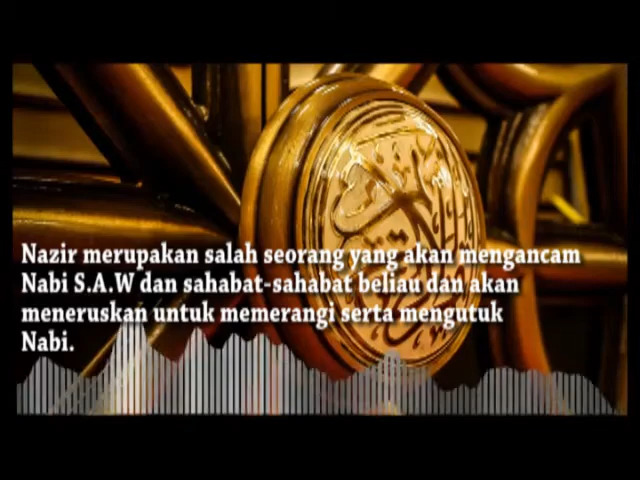 Nazir merupakan salah seorang yang akan mengancam
Nabi S.A.W dan sahabat-sahabat beliau dan akan
meneruskan untuk memerangi serta mengutuk
Nabi.